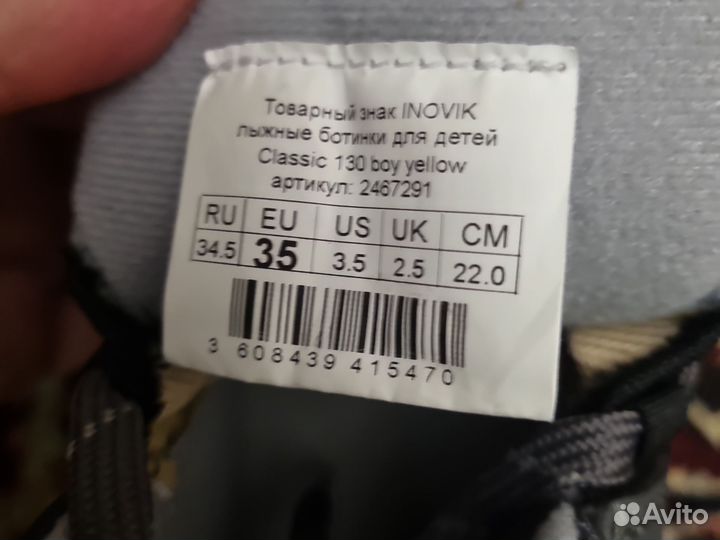 Товарный знак INOVIK
лыжные ботинки для детей
Classic 130 boy yellow
артикул: 2467291
RU EU US UK CM
34.5 35 3.5 2.5 22.0
3 608439 415470
Avito